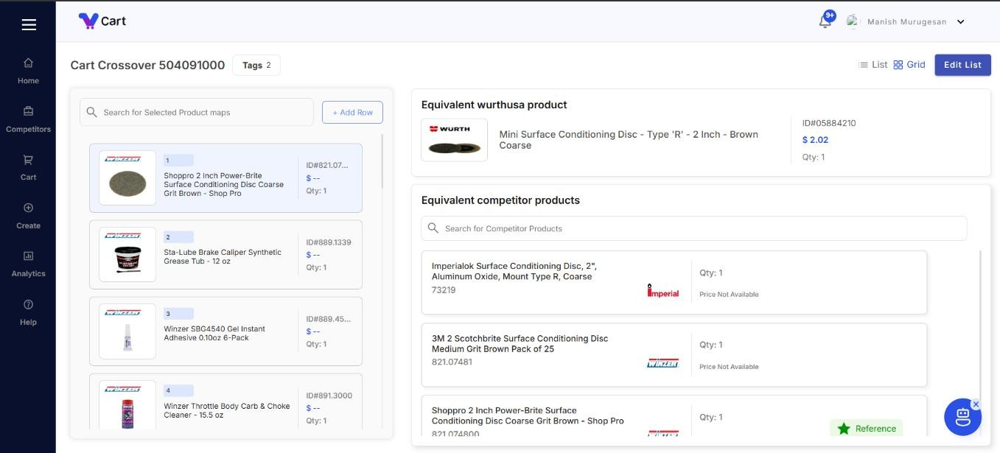 Cart
9+
Manish Murugesan
Home
Competitors
Cart
Create
Analytics
Help
Cart Crossover 504091000
Tags 2
List
Grid
Edit List
Search for Selected Product maps
+ Add Row
WINZER
1
Shoppro 2 Inch Power-Brite
Surface Conditioning Disc Coarse
Grit Brown - Shop Pro
ID#821.07...
$ --
Qty: 1
WINZER
2
Sta-Lube Brake Caliper Synthetic
Grease Tub - 12 oz
ID#889.1339
$ --
Qty: 1
WINZER
3
Winzer SBG4540 Gel Instant
Adhesive 0.10oz 6-Pack
ID#889.45...
$ --
Qty: 1
WINZER
4
Winzer Throttle Body Carb & Choke
Cleaner - 15.5 oz
ID#891.3000
$ --
Qty: 1
Equivalent wurthusa product
WURTH
Mini Surface Conditioning Disc - Type 'R' - 2 Inch - Brown
Coarse
ID#05884210
$ 2.02
Qty: 1
Equivalent competitor products
Search for Competitor Products
Imperialok Surface Conditioning Disc, 2",
Aluminum Oxide, Mount Type R, Coarse
73219
Imperial
Qty: 1
Price Not Available
3M 2 Scotchbrite Surface Conditioning Disc
Medium Grit Brown Pack of 25
821.07481
WINZER
Qty: 1
Price Not Available
Shoppro 2 Inch Power-Brite Surface
Conditioning Disc Coarse Grit Brown - Shop Pro
821.074800
WINZER
Qty: 1
Reference